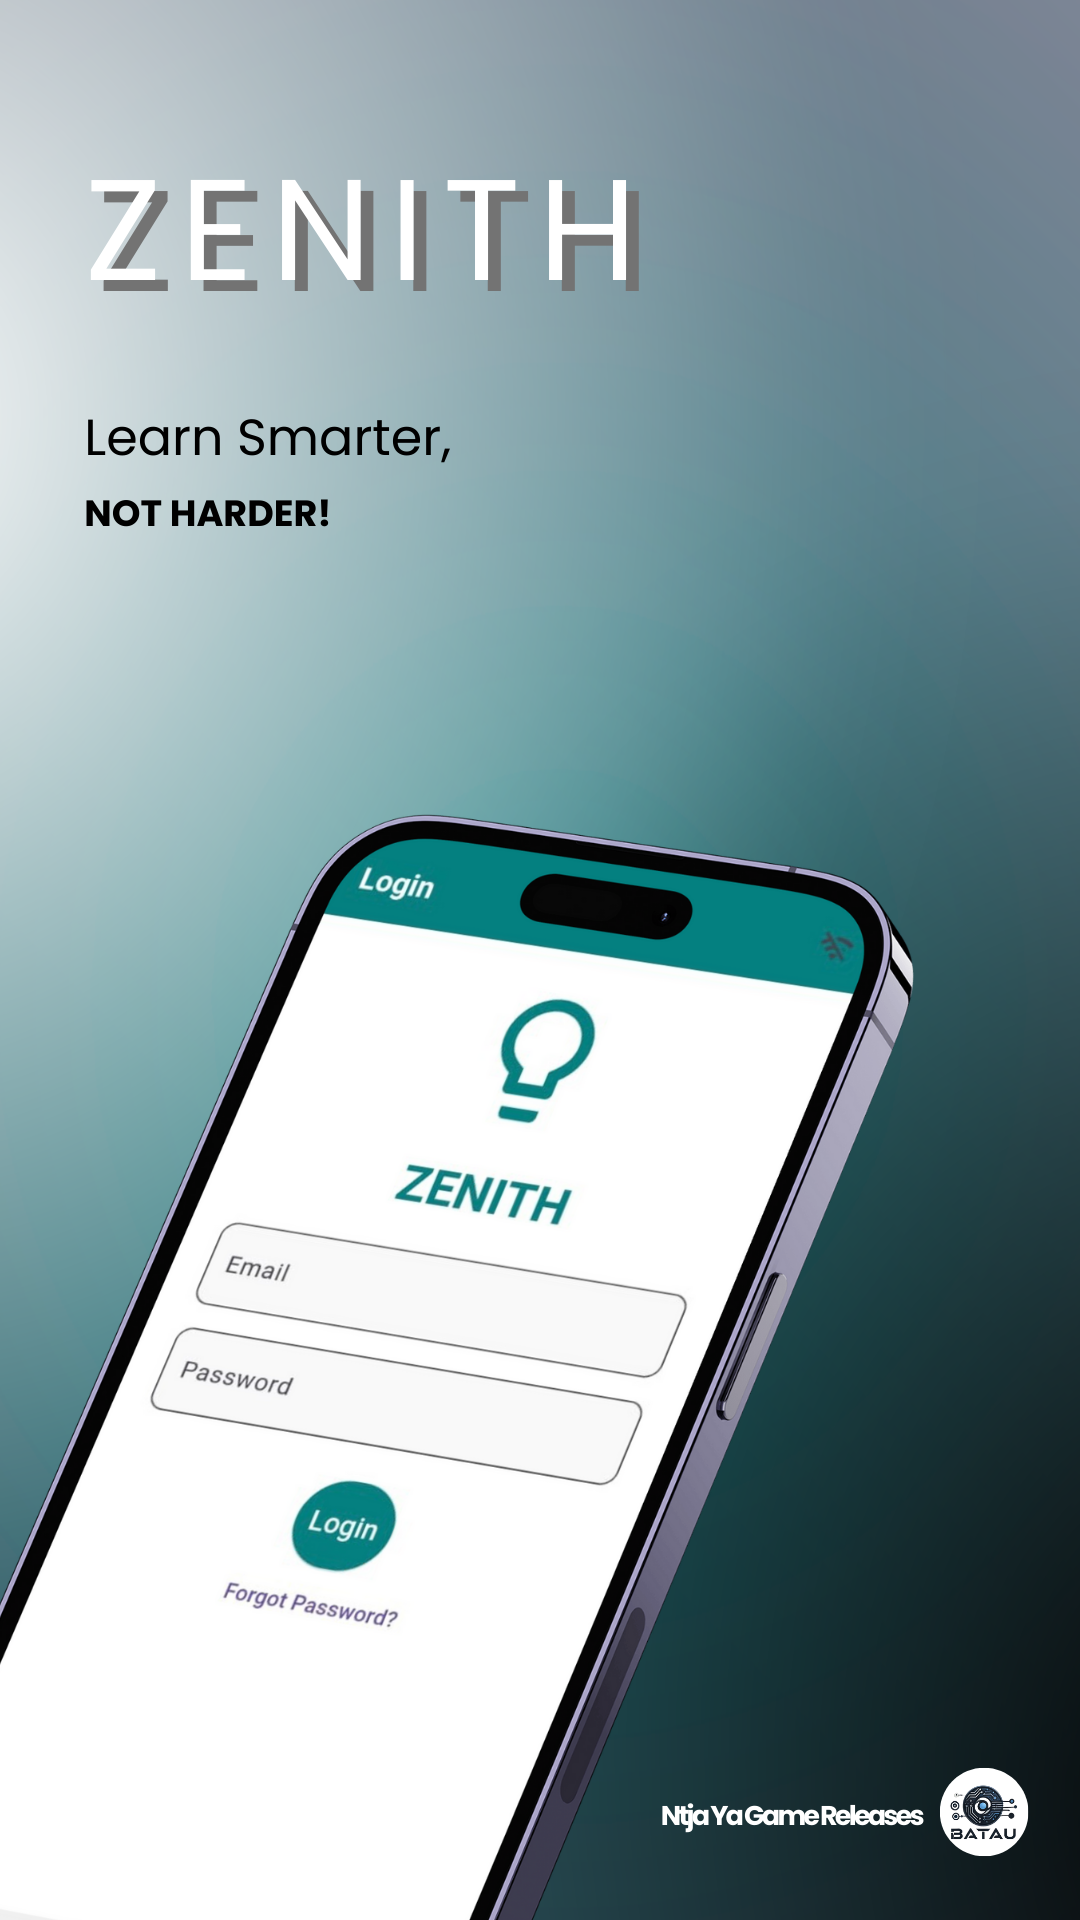 ZENITH
Learn Smarter,
NOT HARDER!
Login
ZENITH
Email
Password
Login
Forgot Password?
Ntja Ya Game Releases
BATAU